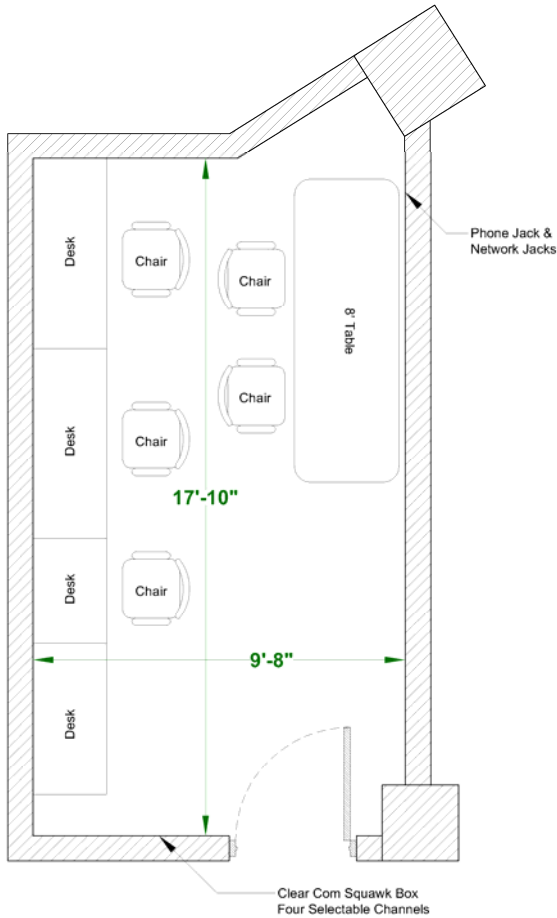 Phone Jack &
Network Jacks
Desk
Chair
Chair
8' Table
Chair
Desk
Chair
17'-10"
Desk
Chair
9'-8"
Desk
Clear Com Squawk Box
Four Selectable Channels